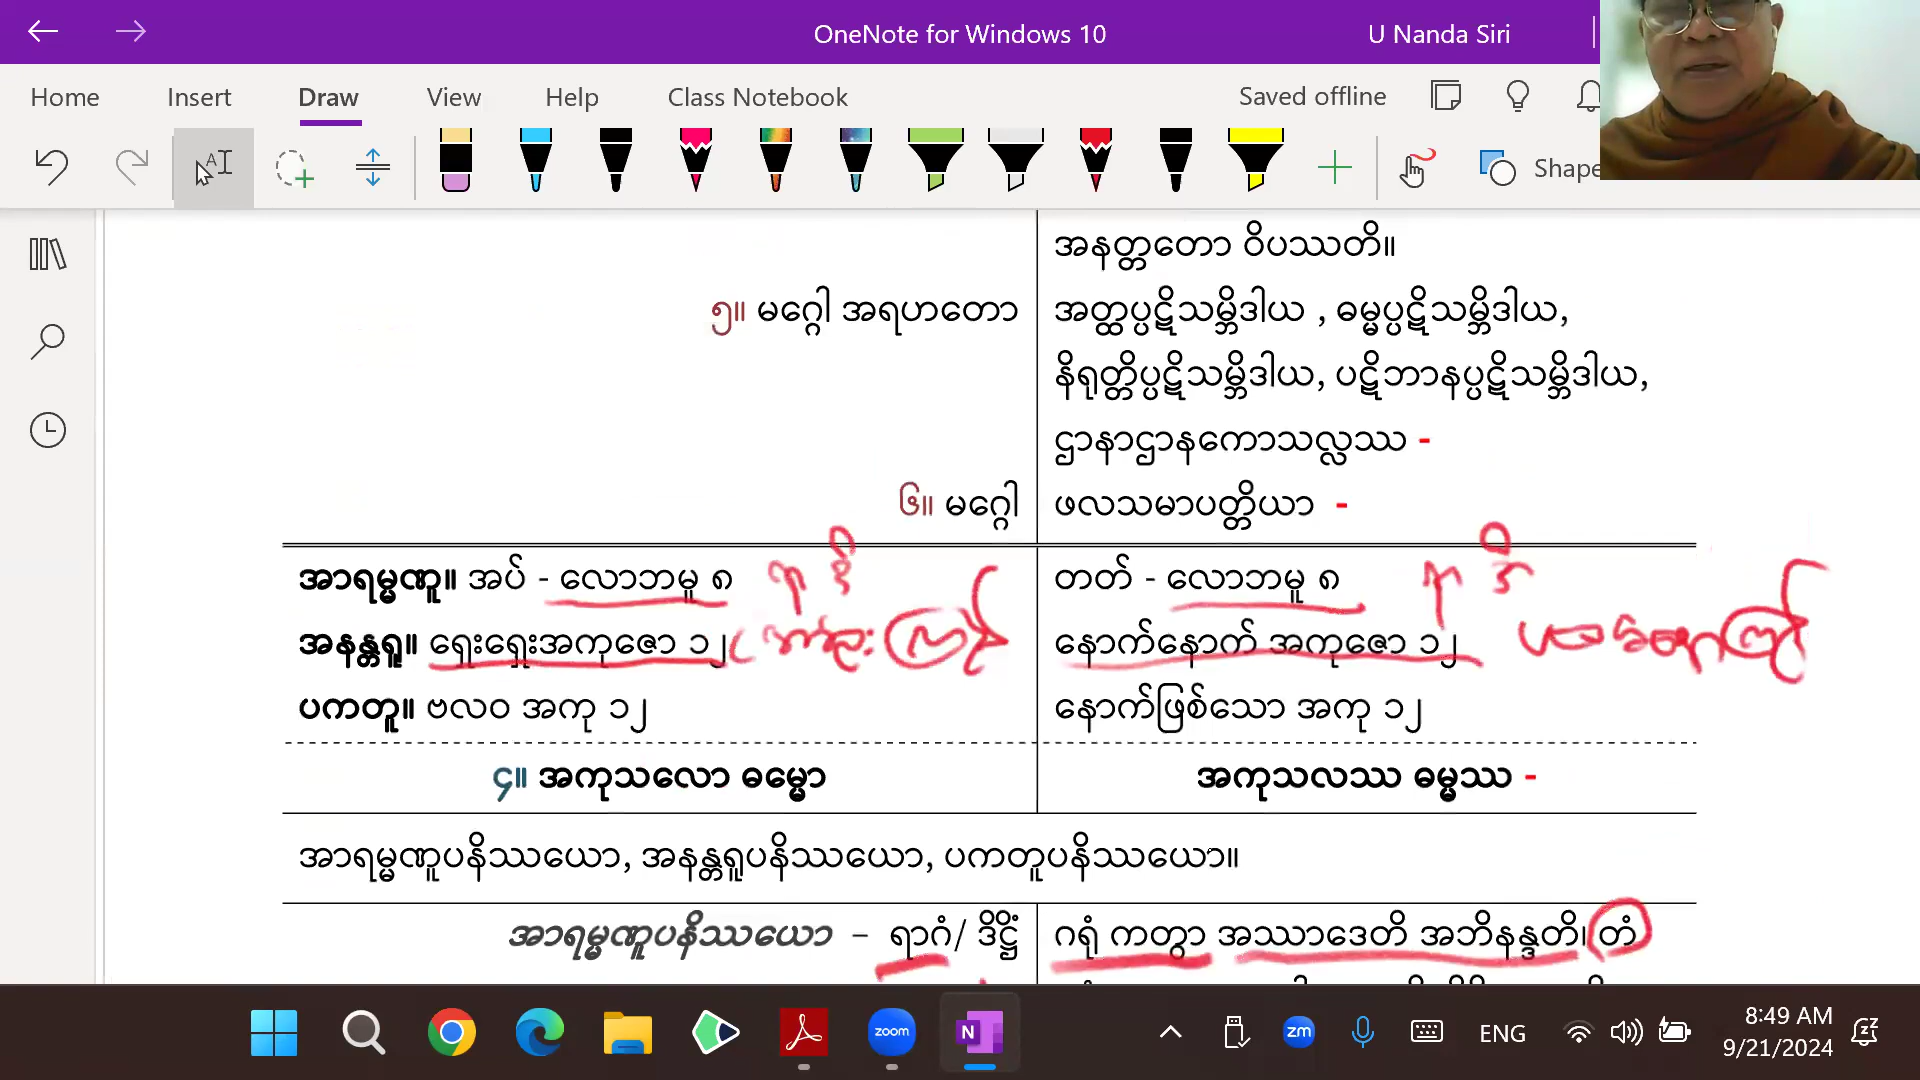 OneNote for Windows 10
U Nanda Siri
Home Insert Draw View Help Class Notebook Saved offline
Shape
အနတ္တတော ဝိပဿတိ။
၅။ မဂ္ဂေါ အရဟတော အတ္ထပ္ပဋိသမ္ဘိဒါယ , ဓမ္မပ္ပဋိသမ္ဘိဒါယ,
နိရုတ္တိပ္ပဋိသမ္ဘိဒါယ, ပဋိဘာနပ္ပဋိသမ္ဘိဒါယ,
ဌာနာဌာနကောသလ္လဿ -
၆။ မဂ္ဂေါ ဖလသမာပတ္တိယာ -
အာရမ္မဏူ။ အပ် - လောဘမူ ၈ တတ် - လောဘမူ ၈
အနန္တရူ။ ရှေးရှေးအကုဇော ၁၂ နောက်နောက် အကုဇော ၁၂
ပကတူ။ ဗလဝ အကု ၁၂ နောက်ဖြစ်သော အကု ၁၂
၄။ အကုသလော ဓမ္မော အကုသလဿ ဓမ္မဿ -
အာရမ္မဏူပနိဿယော, အနန္တရူပနိဿယော, ပကတူပနိဿယော။
အာရမ္မဏူပနိဿယော – ရာဂံ/ ဒိဋ္ဌိံ ဂရုံ ကတွာ အဿာဒေတိ အဘိနန္ဒတိ၊ တံ
zoom
zm
ENG
8:49 AM
9/21/2024